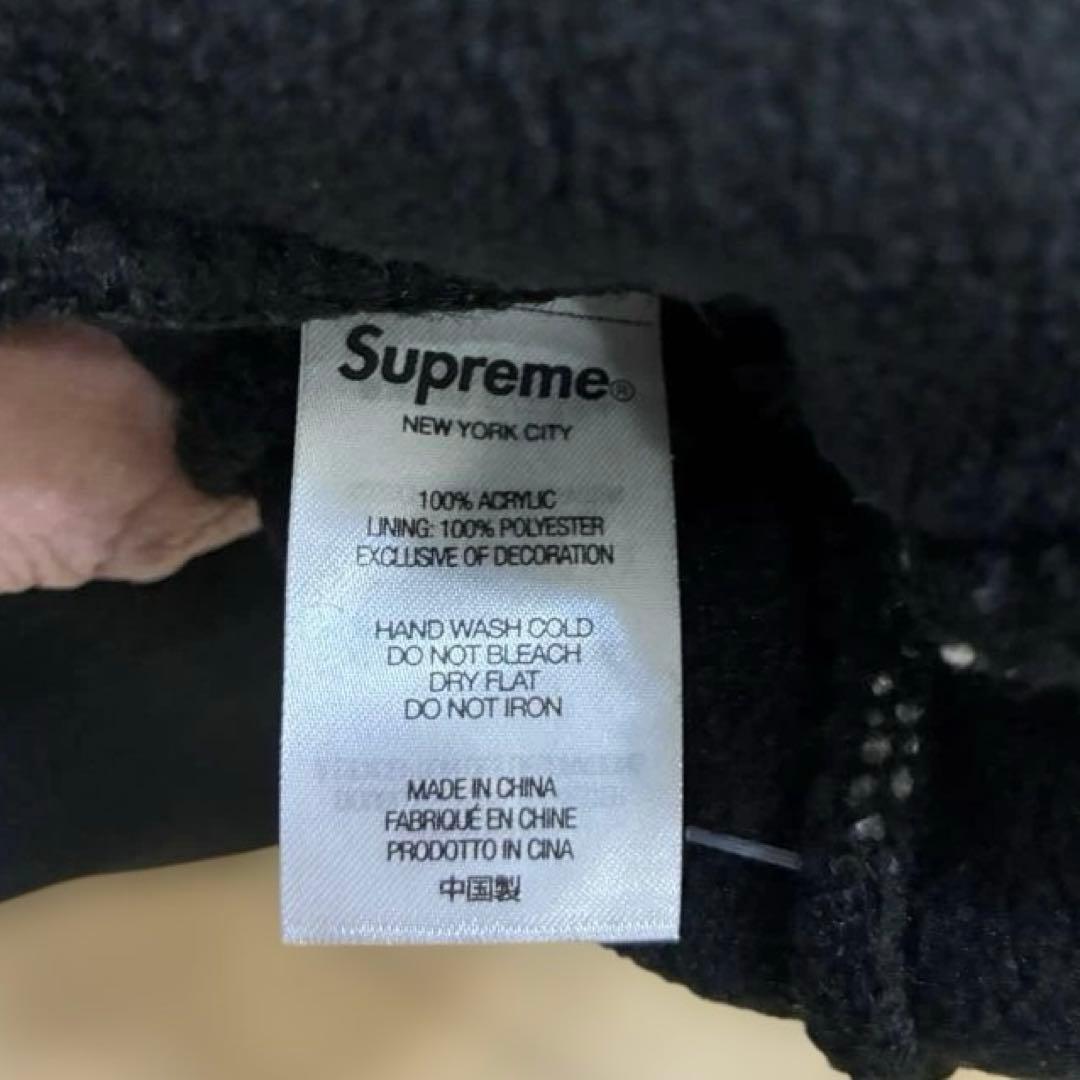 Supreme®
NEW YORK CITY
100% ACRYLIC
LINING: 100% POLYESTER
EXCLUSIVE OF DECORATION
HAND WASH COLD
DO NOT BLEACH
DRY FLAT
DO NOT IRON
MADE IN CHINA
FABRIQUÉ EN CHINE
PRODOTTO IN CINA
中国製